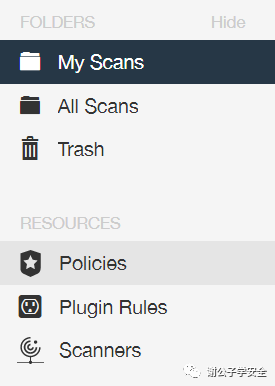 FOLDERS Hide
My Scans
All Scans
Trash
RESOURCES
Policies
Plugin Rules
Scanners
谢公子学安全